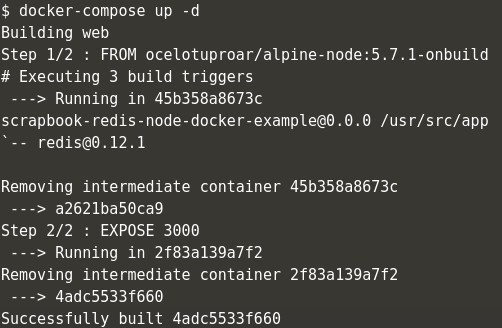 $ docker-compose up -d
Building web
Step 1/2 : FROM ocelotuproar/alpine-node:5.7.1-onbuild
# Executing 3 build triggers
 ---> Running in 45b358a8673c
scrapbook-redis-node-docker-example@0.0.0 /usr/src/app
`-- redis@0.12.1

Removing intermediate container 45b358a8673c
 ---> a2621ba50ca9
Step 2/2 : EXPOSE 3000
 ---> Running in 2f83a139a7f2
Removing intermediate container 2f83a139a7f2
 ---> 4adc5533f660
Successfully built 4adc5533f660